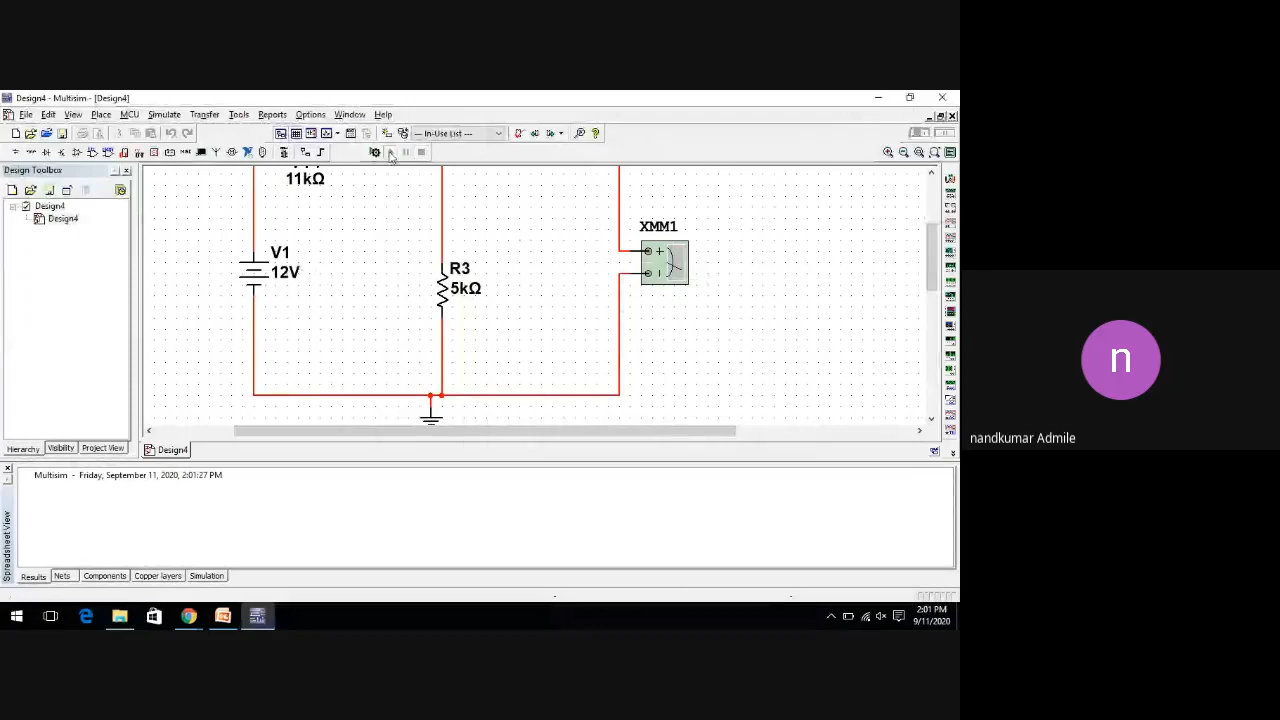 Design4 - Multisim - [Design4]
File Edit View Place MCU Simulate Transfer Tools Reports Options Window Help
--- In-Use List ---
Design Toolbox
11kΩ
Design4
Design4
XMM1
V1
12V
R3
5kΩ
n
nandkumar Admile
Hierarchy Visibility Project View
Design4
Multisim - Friday, September 11, 2020, 2:01:27 PM
Spreadsheet View
Results Nets Components Copper layers Simulation
2:01 PM
9/11/2020